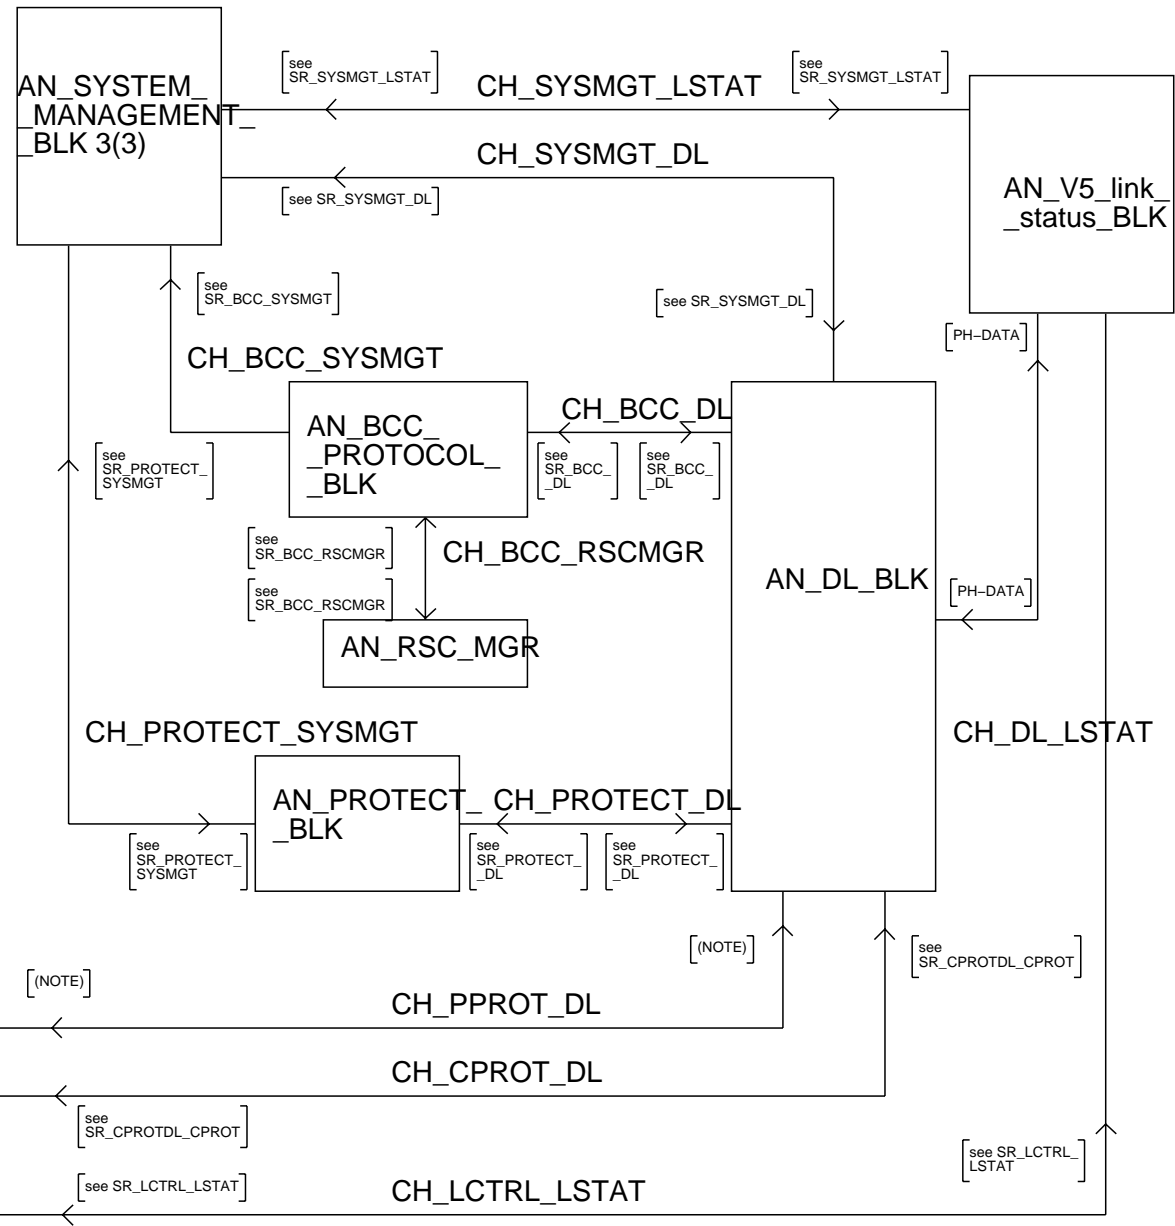 see
SR_SYSMGT_LSTAT
see
SR_SYSMGT_LSTAT
CH_SYSMGT_LSTAT
AN_SYSTEM_
_MANAGEMENT_
_BLK 3(3)
CH_SYSMGT_DL
see SR_SYSMGT_DL
AN_V5_link_
_status_BLK
see
SR_BCC_SYSMGT
see SR_SYSMGT_DL
PH–DATA
CH_BCC_SYSMGT
CH_BCC_DL
AN_BCC_
_PROTOCOL_
_BLK
see
SR_PROTECT_
SYSMGT
see
SR_BCC_
_DL
see
SR_BCC_
_DL
see
SR_BCC_RSCMGR
CH_BCC_RSCMGR
see
SR_BCC_RSCMGR
AN_DL_BLK
PH–DATA
AN_RSC_MGR
CH_PROTECT_SYSMGT
CH_DL_LSTAT
AN_PROTECT_
_BLK
CH_PROTECT_DL
see
SR_PROTECT_
SYSMGT
see
SR_PROTECT_
_DL
see
SR_PROTECT_
_DL
(NOTE)
see
SR_CPROTDL_CPROT
(NOTE)
CH_PPROT_DL
CH_CPROT_DL
see
SR_CPROTDL_CPROT
see SR_LCTRL_
LSTAT
see SR_LCTRL_LSTAT
CH_LCTRL_LSTAT